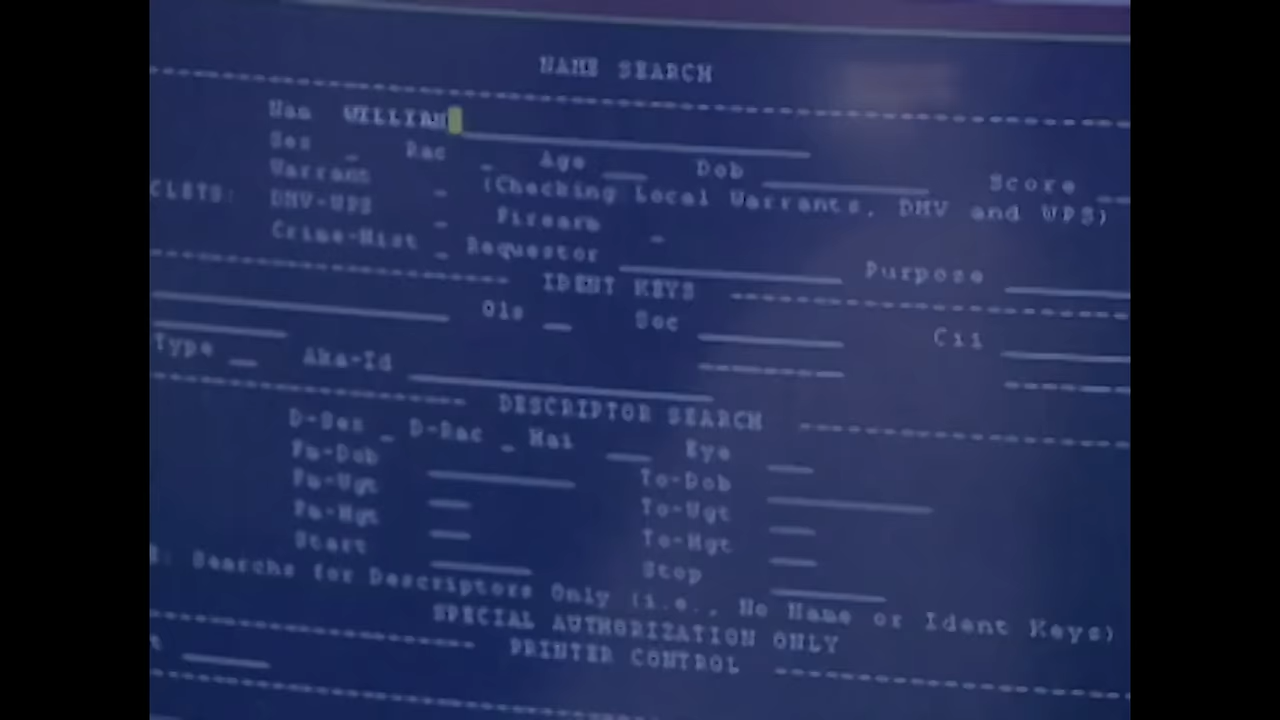 NAME SEARCH
Nam WILLIAM
Sex Rac Age Dob Score
Warrant (Checking Local Warrants, DMV and WPS)
CLETS: DMV-WPS Firearm
Crime-Hist Requestor Purpose
IDENT KEYS
Ols Soc Cii
Type Aka-Id
DESCRIPTOR SEARCH
D-Sex D-Rac Hai Eye
Fm-Dob To-Dob
Fm-Wgt To-Wgt
Fm-Hgt To-Hgt
Start Stop
: Searchs for Descriptors Only (i.e., No Name or Ident Keys)
SPECIAL AUTHORIZATION ONLY
PRINTER CONTROL